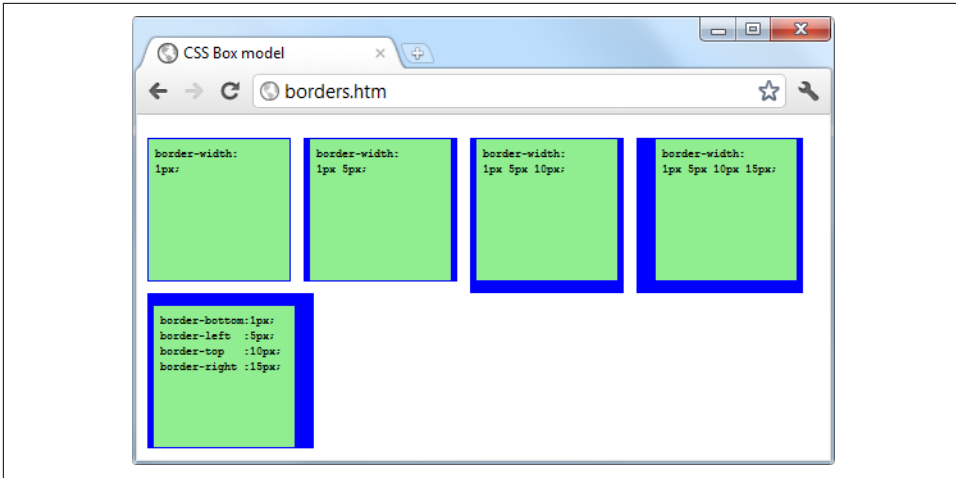 CSS Box model
borders.htm
border-width:
1px;
border-width:
1px 5px;
border-width:
1px 5px 10px;
border-width:
1px 5px 10px 15px;
border-bottom:1px;
border-left  :5px;
border-top   :10px;
border-right :15px;